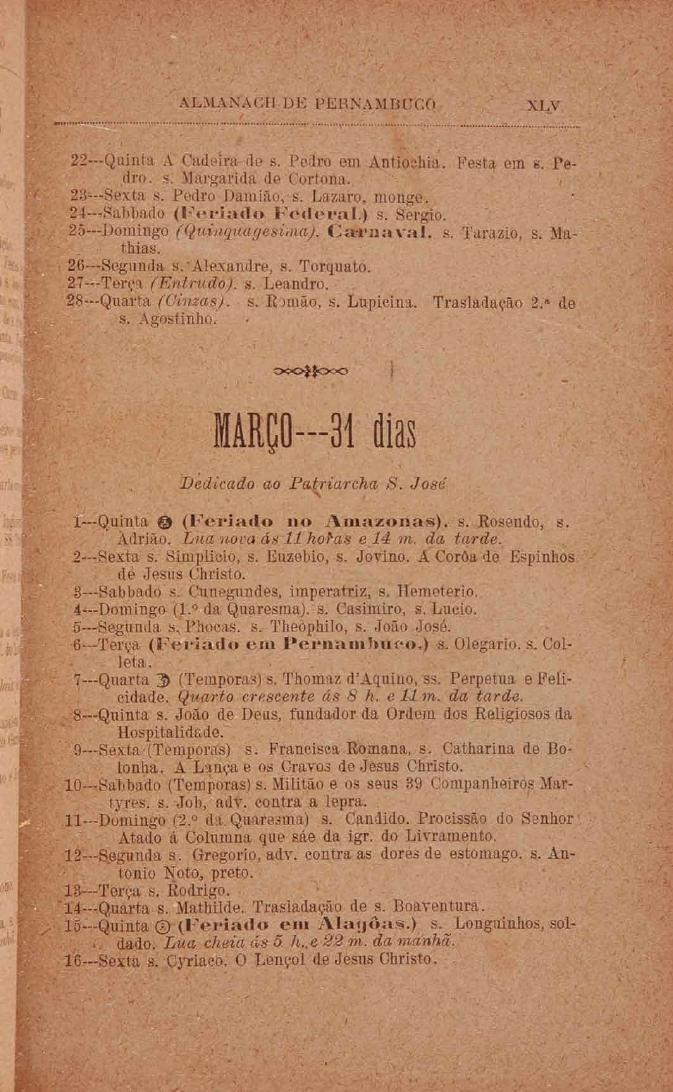 ALMANACH DE PERNAMBUCO XLV
22---Quinta A Cadeira de s. Pedro em Antiochia. Festa em s. Pe-
dro. s. Margarida de Cortona.
23---Sexta s. Pedro Damião, s. Lazaro, monge.
24---Sabbado (Feriado Federal.) s. Sergio.
25---Domingo (Quinquagesima). Carnaval. s. Tarazio, s. Ma-
thias.
26---Segunda s. Alexandre, s. Torquato.
27---Terça (Entrudo). s. Leandro.
28---Quarta (Cinzas). s. Romão, s. Lupicina. Trasladação 2.ª de
s. Agostinho.
MARÇO---31 dias
Dedicado ao Patriarcha S. José
1---Quinta (Feriado no Amazonas). s. Rosendo, s.
Adrião. Lua nova ás 11 horas e 14 m. da tarde.
2---Sexta s. Simplicio, s. Euzebio, s. Jovino. A Corôa de Espinhos
de Jesus Christo.
3---Sabbado s. Cunegundes, imperatriz, s. Hemeterio.
4---Domingo (1.º da Quaresma). s. Casimiro, s. Lucio.
5---Segunda s. Phocas. s. Theophilo, s. João José.
6---Terça (Feriado em Pernambuco.) s. Olegario. s. Col-
leta.
7---Quarta (Temporas) s. Thomaz d'Aquino, ss. Perpetua e Feli-
cidade. Quarto crescente ás 8 h. e 11 m. da tarde.
8---Quinta s. João de Deus, fundador da Ordem dos Religiosos da
Hospitalidade.
9---Sexta (Temporas) s. Francisca Romana, s. Catharina de Bo-
lonha. A Lança e os Cravos de Jesus Christo.
10---Sabbado (Temporas) s. Militão e os seus 39 Companheiros Mar-
tyres. s. Job, adv. contra a lepra.
11---Domingo (2.º da Quaresma) s. Candido. Procissão do Senhor
Atado á Columna que sáe da igr. do Livramento.
12---Segunda s. Gregorio, adv. contra as dores de estomago. s. An-
tonio Noto, preto.
13---Terça s. Rodrigo.
14---Quarta s. Mathilde. Trasladação de s. Boaventura.
15---Quinta (Feriado em Alagôas.) s. Longuinhos, sol-
dado. Lua cheia ás 5 h. e 22 m. da manhã.
16---Sexta s. Cyriaco. O Lençol de Jesus Christo.